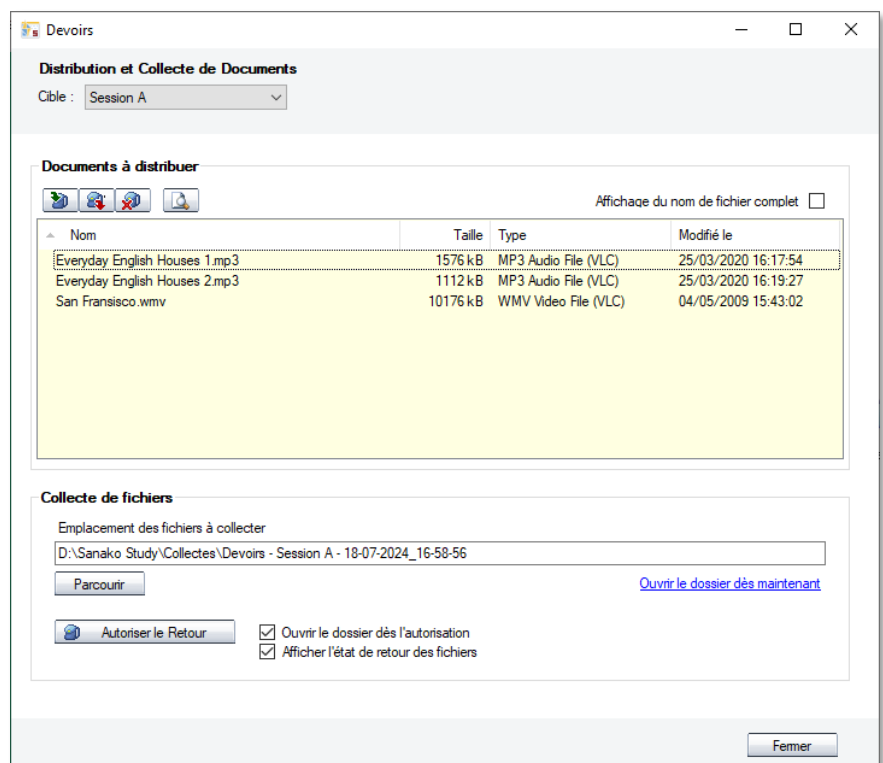 Devoirs
Distribution et Collecte de Documents
Cible : Session A
Documents à distribuer
Affichage du nom de fichier complet
Nom Taille Type Modifié le
Everyday English Houses 1.mp3 1576 kB MP3 Audio File (VLC) 25/03/2020 16:17:54
Everyday English Houses 2.mp3 1112 kB MP3 Audio File (VLC) 25/03/2020 16:19:27
San Fransisco.wmv 10176 kB WMV Video File (VLC) 04/05/2009 15:43:02
Collecte de fichiers
Emplacement des fichiers à collecter
D:\Sanako Study\Collectes\Devoirs - Session A - 18-07-2024_16-58-56
Parcourir Ouvrir le dossier dès maintenant
Autoriser le Retour Ouvrir le dossier dès l'autorisation
Afficher l'état de retour des fichiers
Fermer